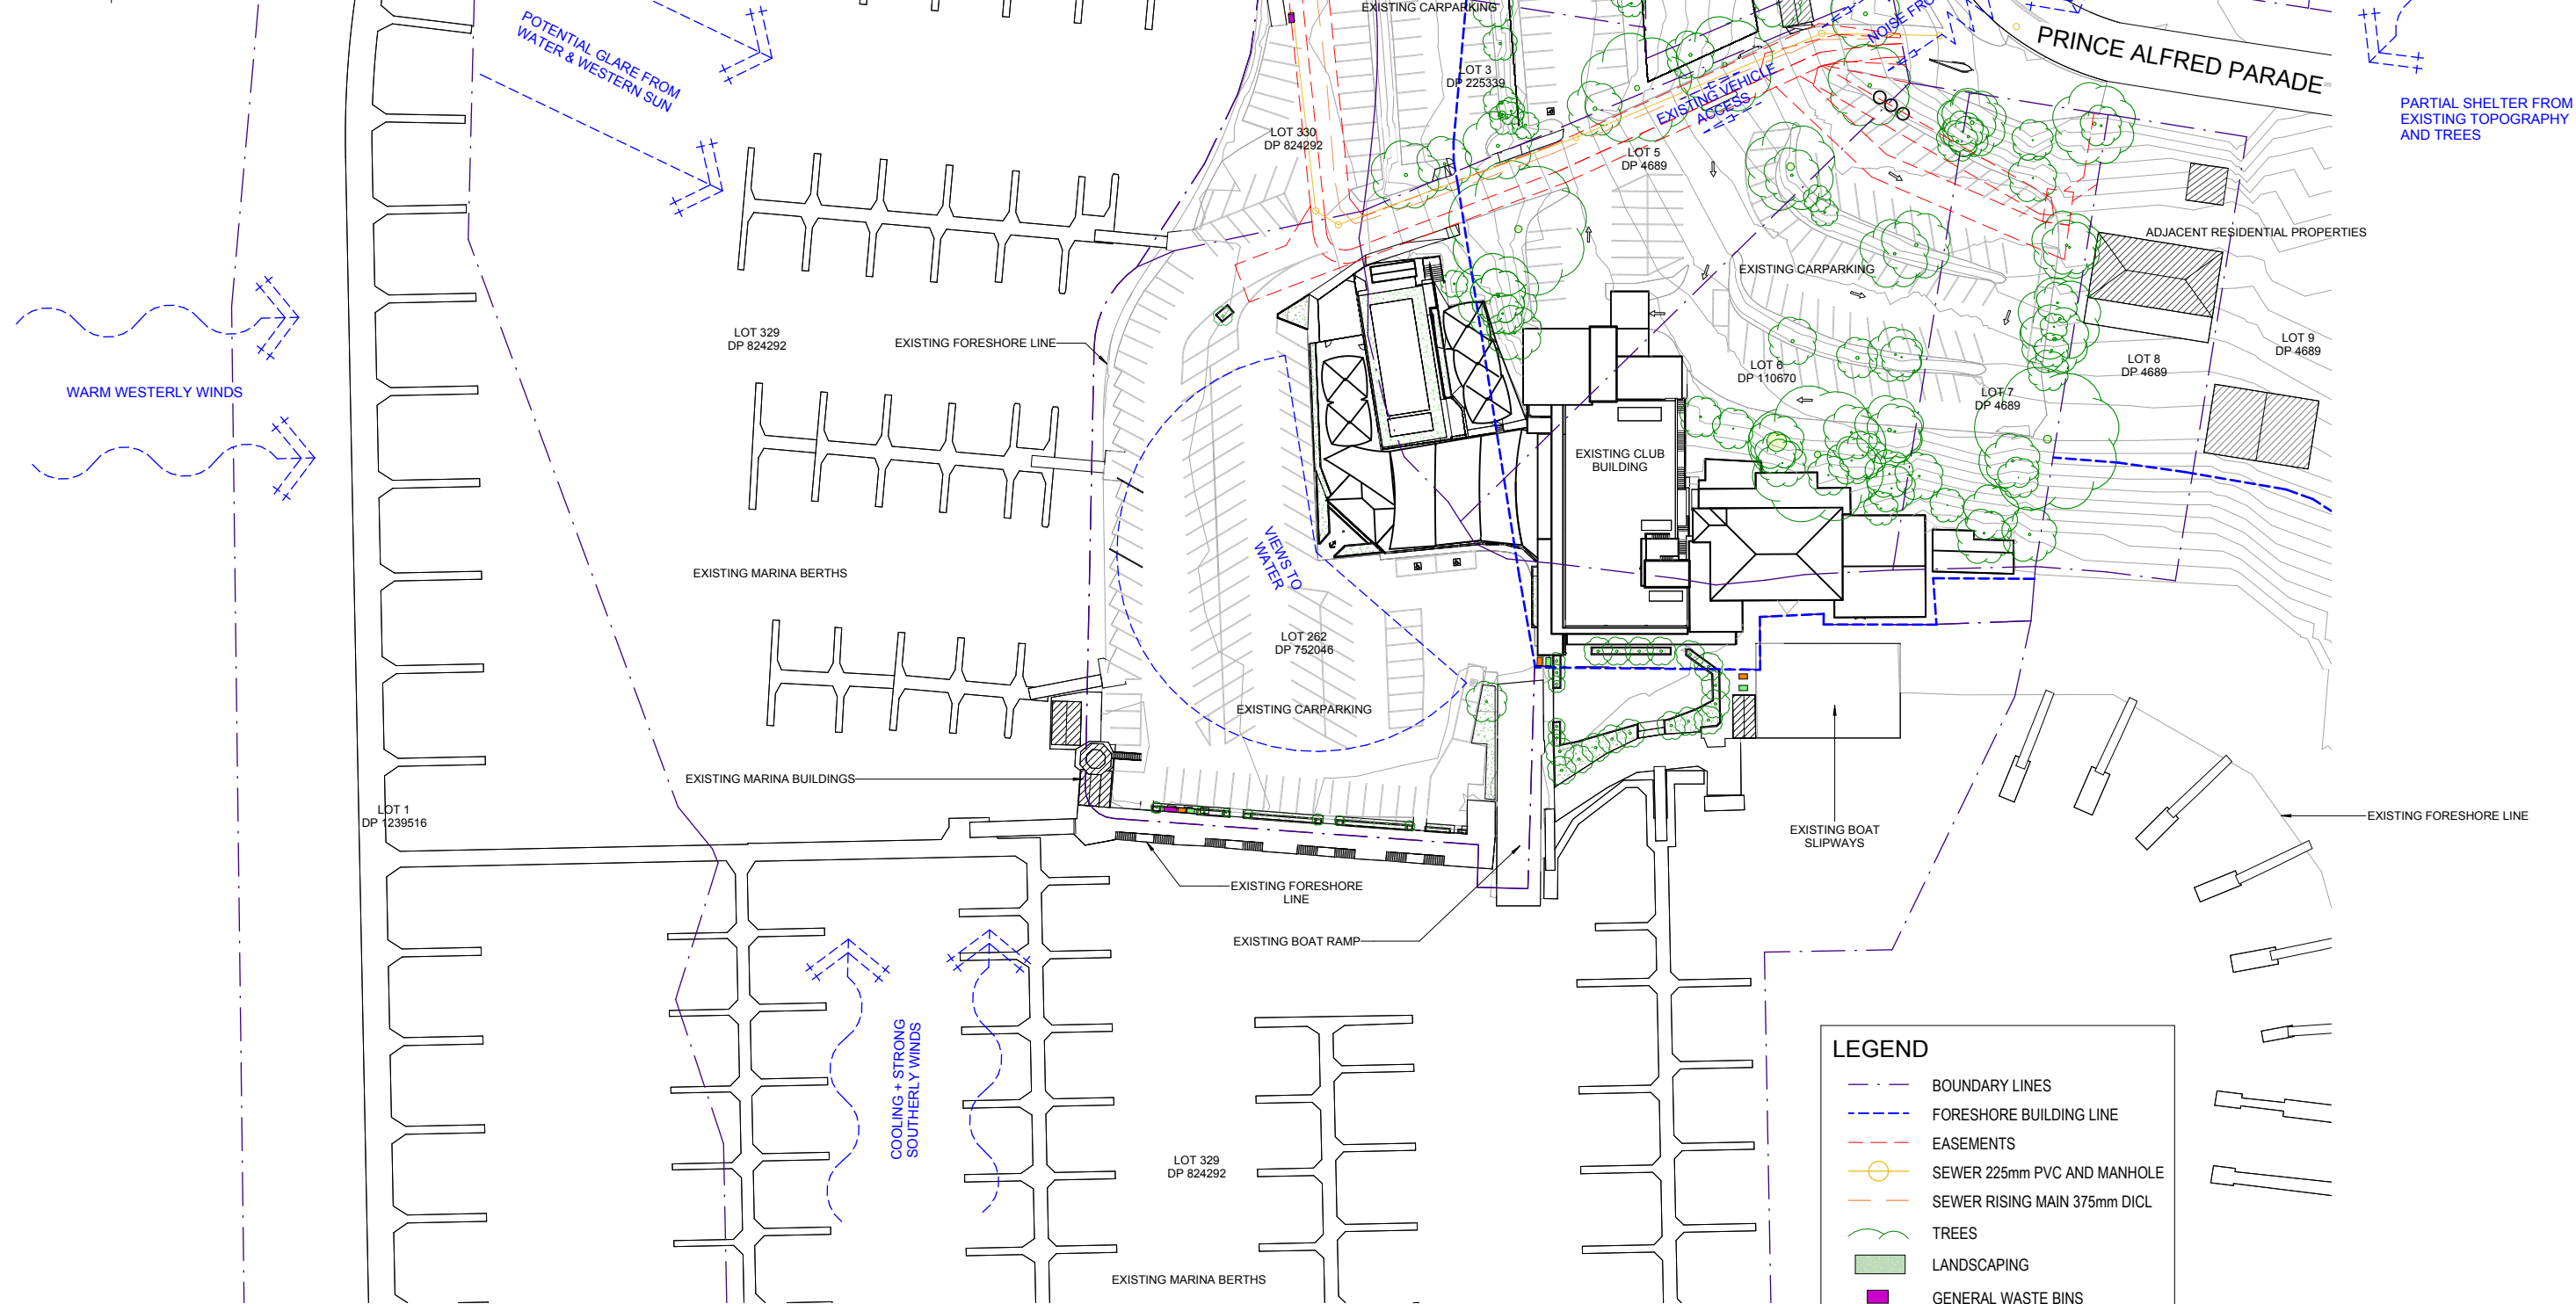 EXISTING CARPARKING
POTENTIAL GLARE FROM
WATER & WESTERN SUN
NOISE FRO
PRINCE ALFRED PARADE
LOT 3
DP 225339
EXISTING VEHICLE
ACCESS
PARTIAL SHELTER FROM
EXISTING TOPOGRAPHY
AND TREES
LOT 330
DP 824292
LOT 5
DP 4689
ADJACENT RESIDENTIAL PROPERTIES
EXISTING CARPARKING
LOT 329
DP 824292
EXISTING FORESHORE LINE
LOT 9
DP 4689
LOT 8
DP 4689
LOT 6
DP 110670
LOT 7
DP 4689
WARM WESTERLY WINDS
EXISTING CLUB
BUILDING
VIEWS TO
WATER
EXISTING MARINA BERTHS
LOT 262
DP 752046
EXISTING CARPARKING
EXISTING MARINA BUILDINGS
LOT 1
DP 1239516
EXISTING BOAT
SLIPWAYS
EXISTING FORESHORE LINE
EXISTING FORESHORE
LINE
EXISTING BOAT RAMP
COOLING + STRONG
SOUTHERLY WINDS
LOT 329
DP 824292
EXISTING MARINA BERTHS
LEGEND
BOUNDARY LINES
FORESHORE BUILDING LINE
EASEMENTS
SEWER 225mm PVC AND MANHOLE
SEWER RISING MAIN 375mm DICL
TREES
LANDSCAPING
GENERAL WASTE BINS